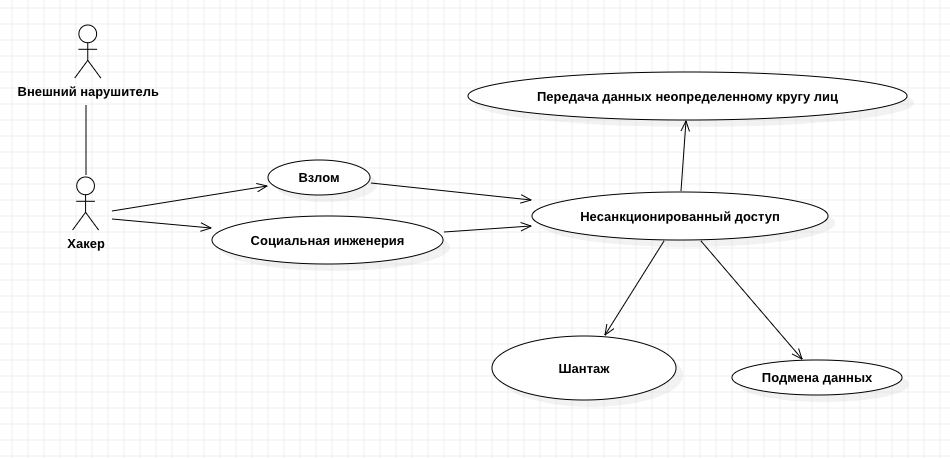 Внешний нарушитель
Передача данных неопределенному кругу лиц
Взлом
Несанкционированный доступ
Хакер
Социальная инженерия
Шантаж
Подмена данных